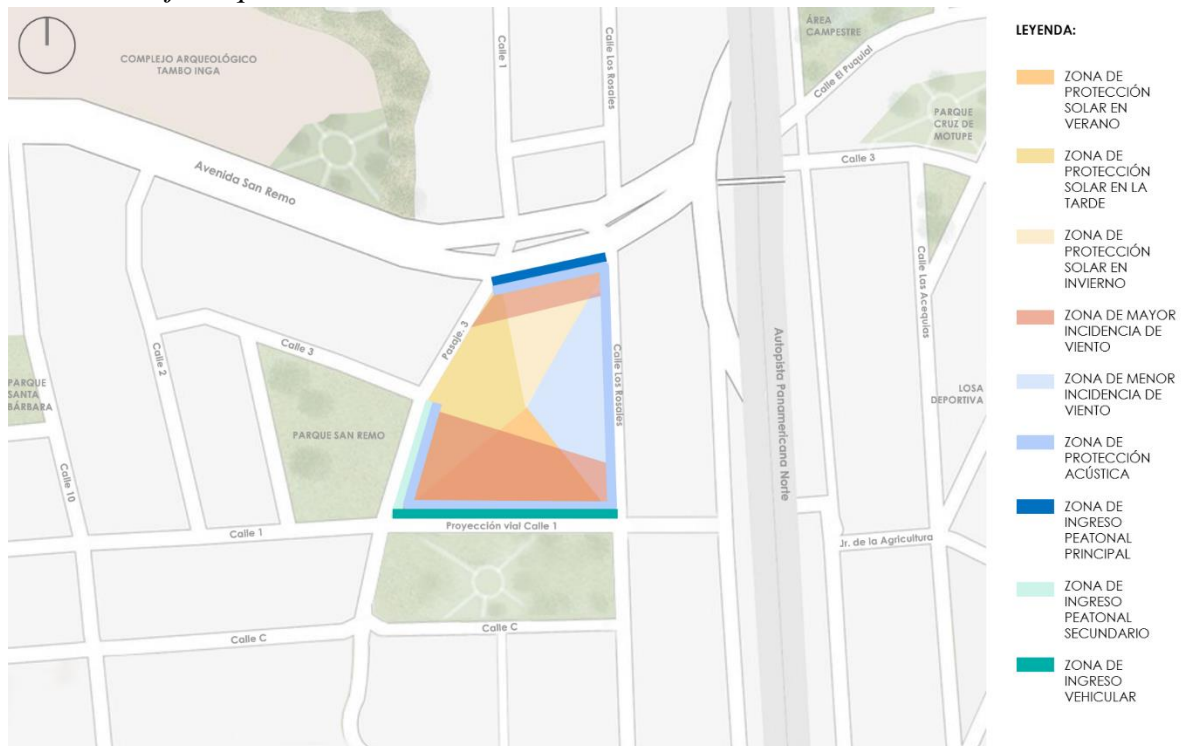 COMPLEJO ARQUEOLÓGICO
TAMBO INGA
Calle 1
Calle Los Rosales
ÁREA
CAMPESTRE
Calle El Puquial
PARQUE
CRUZ DE
MOTUPE
Calle 3
Avenida San Remo
Calle 2
Calle 3
Pasaje. 3
Calle Los Rosales
Autopista Panamericana Norte
Calle Las Acequias
PARQUE
SANTA
BÁRBARA
PARQUE SAN REMO
LOSA
DEPORTIVA
Calle 10
Calle 1
Proyección vial Calle 1
Jr. de la Agricultura
Calle C
Calle C
LEYENDA:
ZONA DE
PROTECCIÓN
SOLAR EN
VERANO
ZONA DE
PROTECCIÓN
SOLAR EN LA
TARDE
ZONA DE
PROTECCIÓN
SOLAR EN
INVIERNO
ZONA DE MAYOR
INCIDENCIA DE
VIENTO
ZONA DE MENOR
INCIDENCIA DE
VIENTO
ZONA DE
PROTECCIÓN
ACÚSTICA
ZONA DE
INGRESO
PEATONAL
PRINCIPAL
ZONA DE
INGRESO
PEATONAL
SECUNDARIO
ZONA DE
INGRESO
VEHICULAR